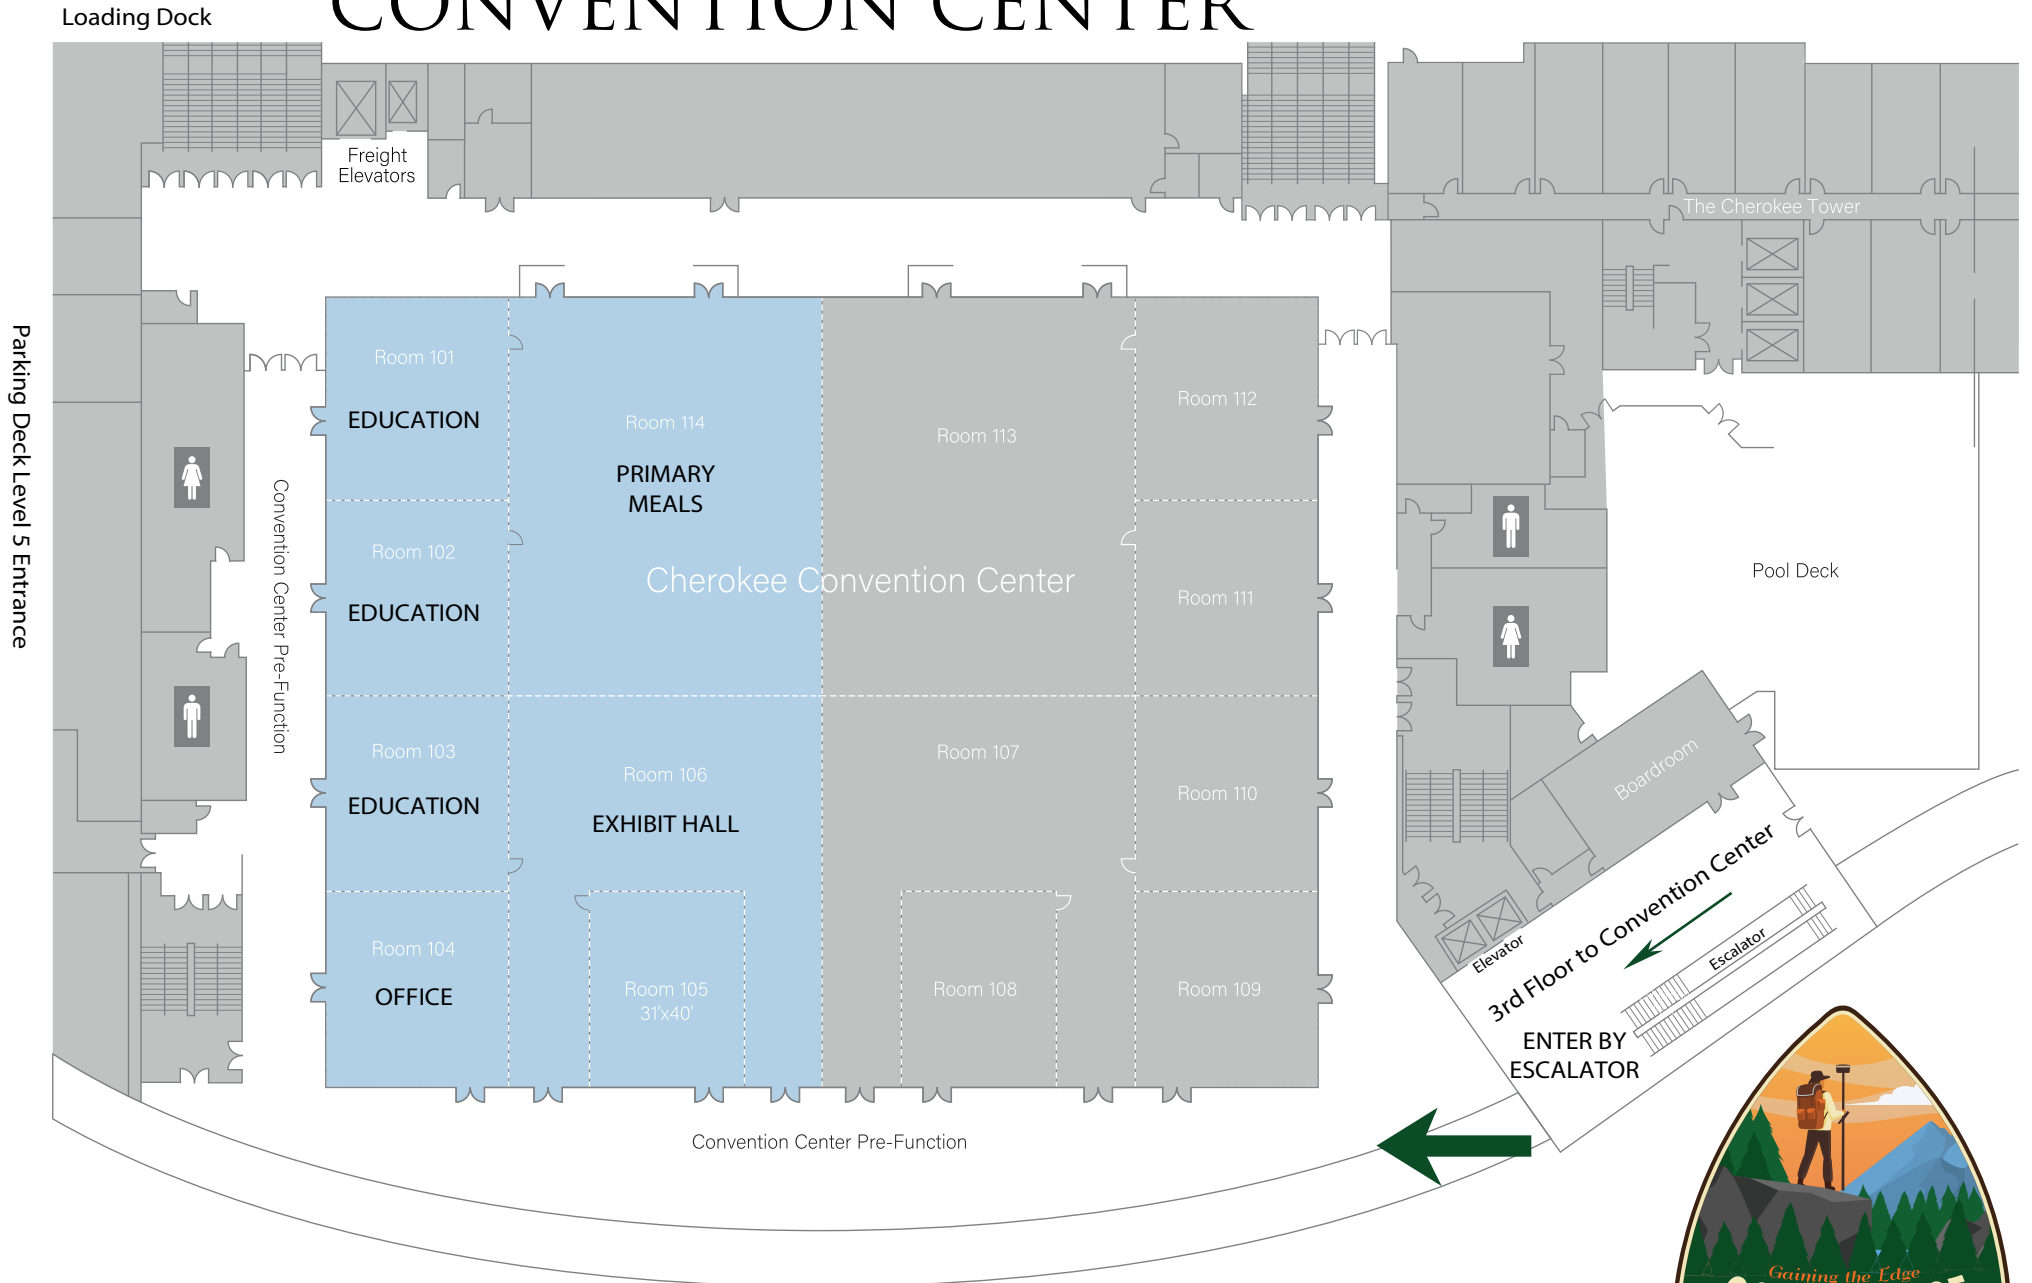 Loading Dock
CONVENTION CENTER
Freight
Elevators
The Cherokee Tower
Parking Deck Level 5 Entrance
Convention Center Pre-Function
Room 101
EDUCATION
Room 114
PRIMARY
MEALS
Room 113
Room 112
Room 102
EDUCATION
Cherokee Convention Center
Room 111
Pool Deck
Room 103
EDUCATION
Room 106
EXHIBIT HALL
Room 107
Room 110
Boardroom
Room 104
OFFICE
Room 105
31'x40'
Room 108
Room 109
Elevator
3rd Floor to Convention Center
Escalator
ENTER BY
ESCALATOR
Convention Center Pre-Function
Gaining the Edge